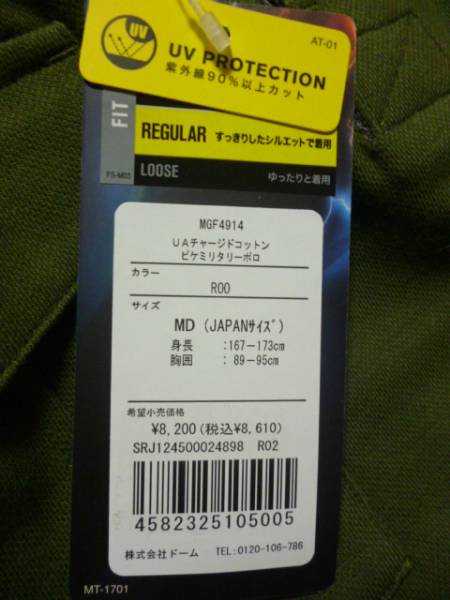 AT-01
UV
UV PROTECTION
紫外線90%以上カット
FIT
REGULAR すっきりしたシルエットで着用
FS-M03
LOOSE ゆったりと着用
MGF4914
UAチャージドコットン
ピケミリタリーポロ
カラー
R00
サイズ
MD (JAPANサイズ)
身長 :167-173cm
胸囲 : 89-95cm
希望小売価格
¥8,200(税込¥8,610)
SRJ124500024898 R02
4582325105005
株式会社ドーム TEL:0120-106-786
MT-1701